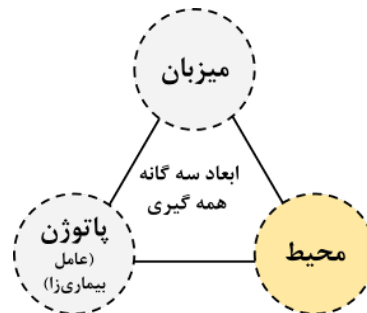 میزبان
ابعاد سه گانه
همه گیری
پاتوژن
(عامل
بیماری‌زا)
محیط